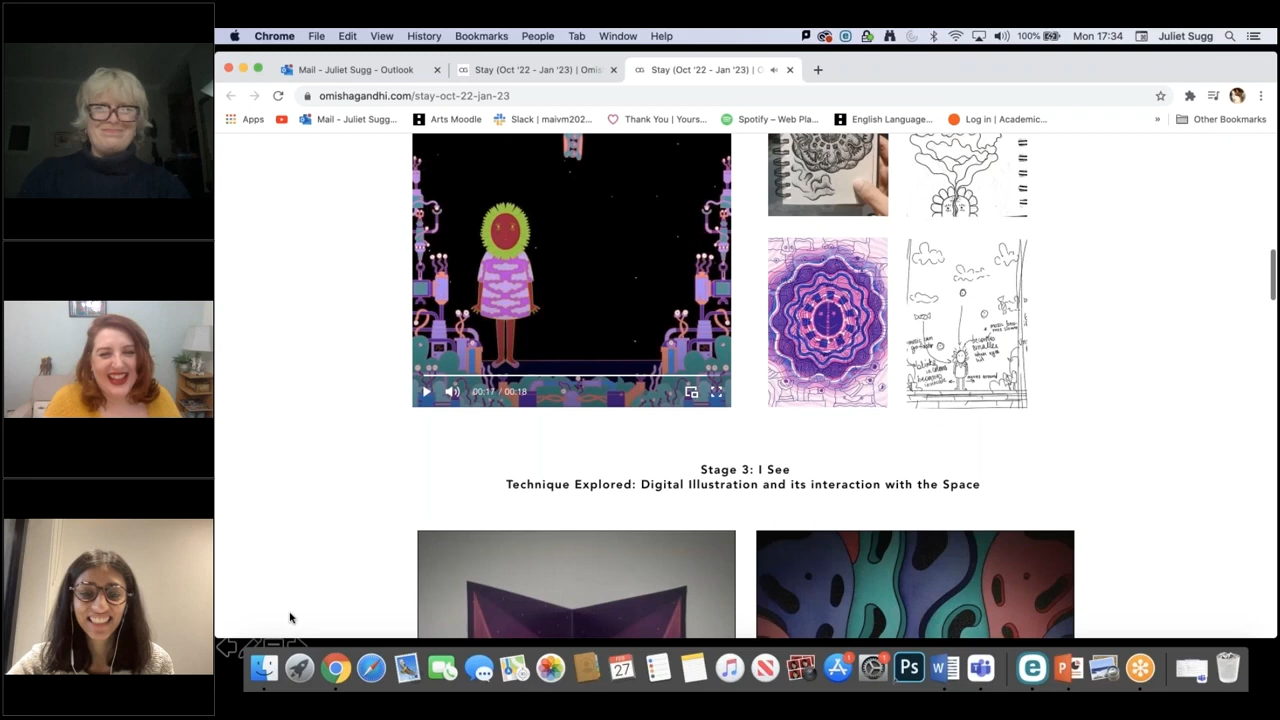 Chrome File Edit View History Bookmarks People Tab Window Help 100% Mon 17:34 Juliet Sugg
Mail - Juliet Sugg - Outlook Stay (Oct '22 - Jan '23) | Omis Stay (Oct '22 - Jan '23) | O
omishagandhi.com/stay-oct-22-jan-23
Apps Mail - Juliet Sugg... Arts Moodle Slack | maivm202... Thank You | Yours... Spotify – Web Pla... English Language... Log in | Academic... » Other Bookmarks
00:17 / 00:18
Stage 3: I See
Technique Explored: Digital Illustration and its interaction with the Space
FEB
27
Ps
W